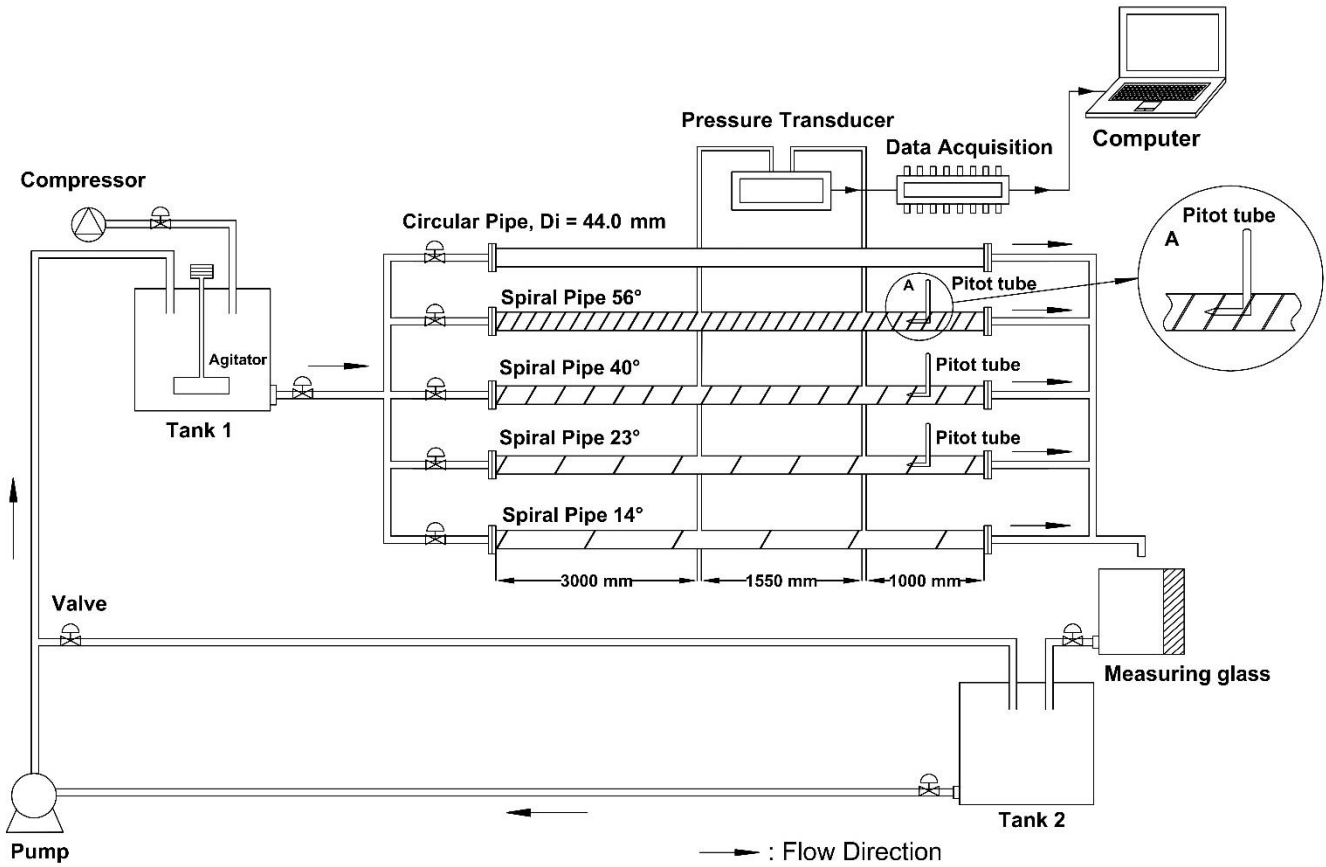 Computer
Pressure Transducer
Data Acquisition
Compressor
Circular Pipe, Di = 44.0 mm
Pitot tube
A
Spiral Pipe 56°
A
Pitot tube
Agitator
Spiral Pipe 40°
Pitot tube
Tank 1
Spiral Pipe 23°
Pitot tube
Spiral Pipe 14°
3000 mm
1550 mm
1000 mm
Valve
Measuring glass
Tank 2
Pump
: Flow Direction